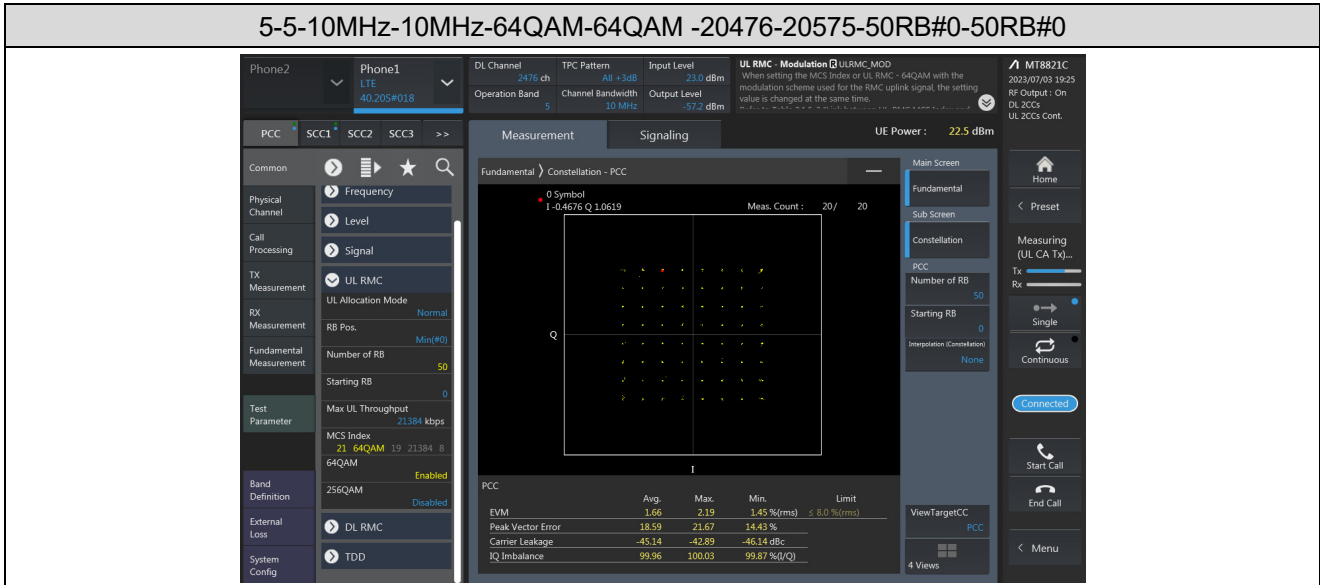 5-5-10MHz-10MHz-64QAM-64QAM -20476-20575-50RB#0-50RB#0
Phone2
Phone1
LTE
40.20S#018
DL Channel
2476 ch
TPC Pattern
All +3dB
Input Level
23.0 dBm
Operation Band
5
Channel Bandwidth
10 MHz
Output Level
-57.2 dBm
UL RMC - Modulation R ULRMC_MOD
When setting the MCS Index or UL RMC - 64QAM with the
modulation scheme used for the RMC uplink signal, the setting
value is changed at the same time.
MT8821C
2023/07/03 19:25
RF Output : On
DL 2CCs
UL 2CCs Cont.
PCC SCC1 SCC2 SCC3 >>
Measurement Signaling
UE Power : 22.5 dBm
Common
Physical
Channel
Call
Processing
TX
Measurement
RX
Measurement
Fundamental
Measurement
Test
Parameter
Band
Definition
External
Loss
System
Config
Frequency
Level
Signal
UL RMC
UL Allocation Mode
Normal
RB Pos.
Min(#0)
Number of RB
50
Starting RB
0
Max UL Throughput
21384 kbps
MCS Index
21 64QAM 19 21384 8
64QAM
Enabled
256QAM
Disabled
DL RMC
TDD
Fundamental Constellation - PCC
0 Symbol
I -0.4676 Q 1.0619
Meas. Count : 20/ 20
Q
I
PCC
Avg. Max. Min. Limit
EVM 1.66 2.19 1.45 %(rms) ≤ 8.0 %(rms)
Peak Vector Error 18.59 21.67 14.43 %
Carrier Leakage -45.14 -42.89 -46.14 dBc
IQ Imbalance 99.96 100.03 99.87 %(I/Q)
Main Screen
Fundamental
Sub Screen
Constellation
PCC
Number of RB
50
Starting RB
0
Interpolation (Constellation)
None
ViewTargetCC
PCC
4 Views
Home
< Preset
Measuring
(UL CA Tx)...
Tx
Rx
Single
Continuous
Connected
Start Call
End Call
< Menu